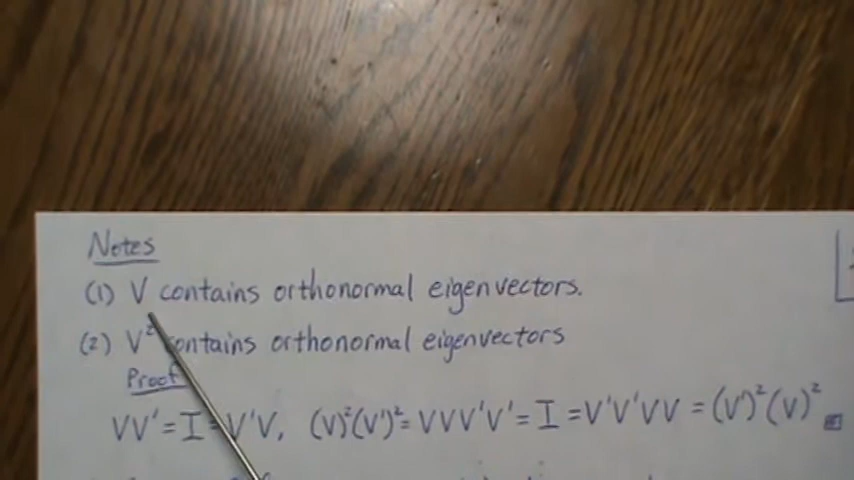 Notes
(1) V contains orthonormal eigenvectors.
(2) V² contains orthonormal eigenvectors
Proof
VV' = I = V'V, (V)²(V')² = VVV'V' = I = V'V'VV = (V')²(V)²